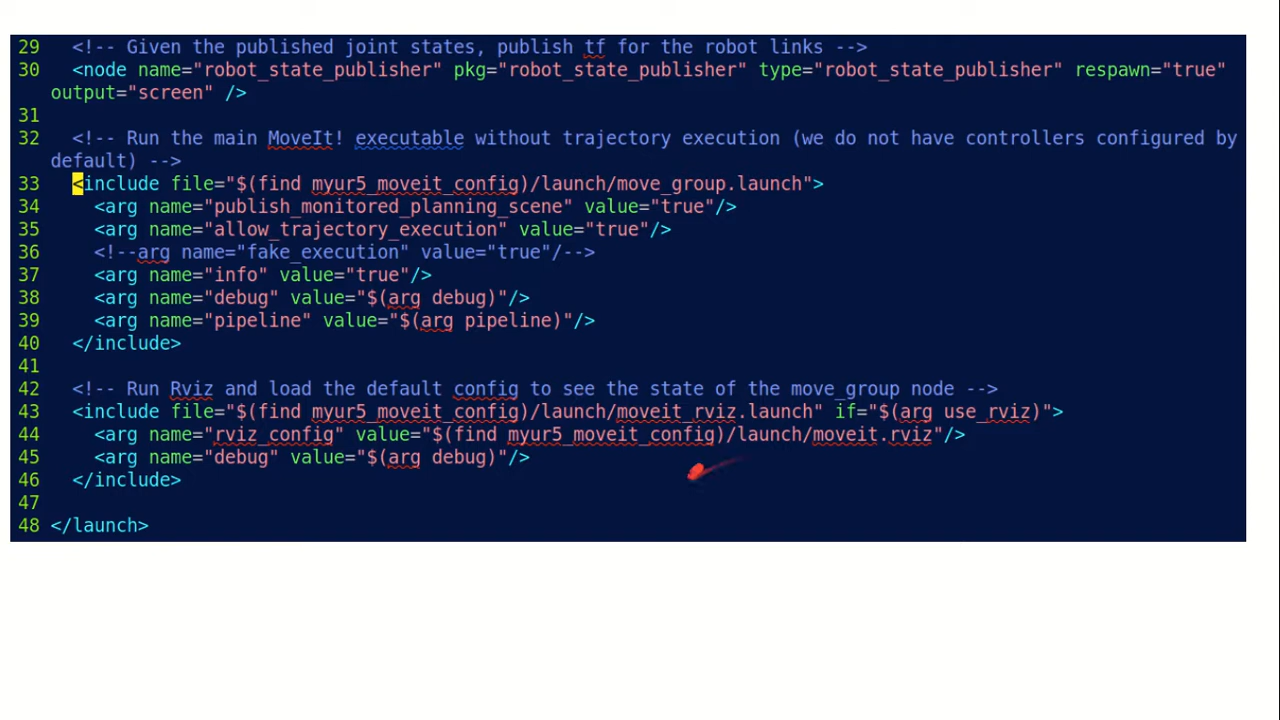 29 <!-- Given the published joint states, publish tf for the robot links -->
30 <node name="robot_state_publisher" pkg="robot_state_publisher" type="robot_state_publisher" respawn="true"
output="screen" />
31
32 <!-- Run the main MoveIt! executable without trajectory execution (we do not have controllers configured by
default) -->
33 <include file="$(find myur5_moveit_config)/launch/move_group.launch">
34 <arg name="publish_monitored_planning_scene" value="true"/>
35 <arg name="allow_trajectory_execution" value="true"/>
36 <!--arg name="fake_execution" value="true"/-->
37 <arg name="info" value="true"/>
38 <arg name="debug" value="$(arg debug)"/>
39 <arg name="pipeline" value="$(arg pipeline)"/>
40 </include>
41
42 <!-- Run Rviz and load the default config to see the state of the move_group node -->
43 <include file="$(find myur5_moveit_config)/launch/moveit_rviz.launch" if="$(arg use_rviz)">
44 <arg name="rviz_config" value="$(find myur5_moveit_config)/launch/moveit.rviz"/>
45 <arg name="debug" value="$(arg debug)"/>
46 </include>
47
48 </launch>